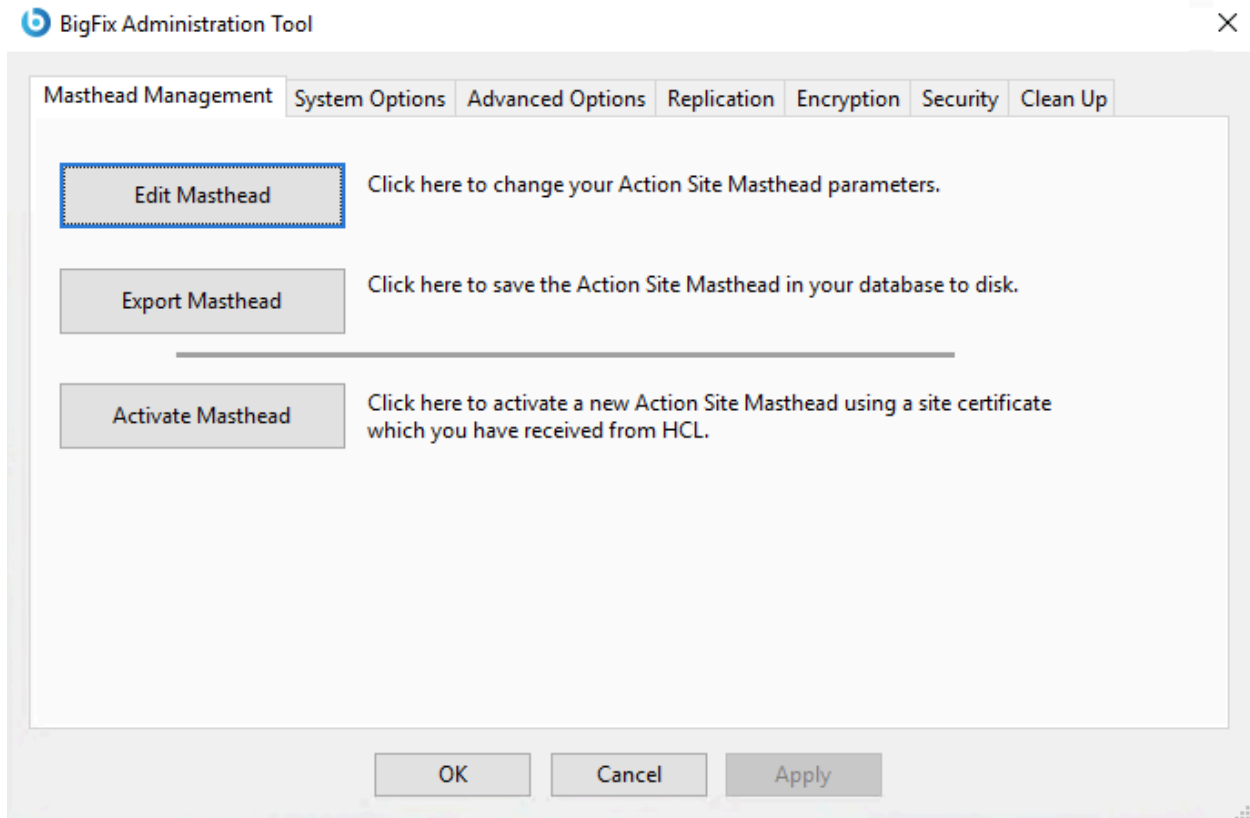 BigFix Administration Tool
Masthead Management System Options Advanced Options Replication Encryption Security Clean Up
Edit Masthead
Click here to change your Action Site Masthead parameters.
Export Masthead
Click here to save the Action Site Masthead in your database to disk.
Activate Masthead
Click here to activate a new Action Site Masthead using a site certificate
which you have received from HCL.
OK Cancel Apply